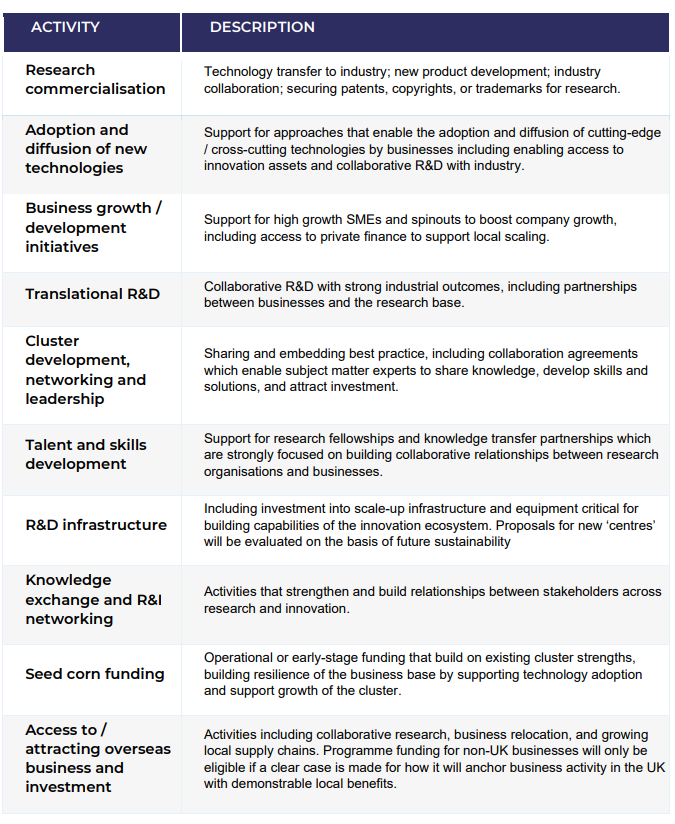 ACTIVITY
DESCRIPTION
Research
commercialisation
Technology transfer to industry; new product development; industry
collaboration; securing patents, copyrights, or trademarks for research.
Adoption and
diffusion of new
technologies
Support for approaches that enable the adoption and diffusion of cutting-edge
/ cross-cutting technologies by businesses including enabling access to
innovation assets and collaborative R&D with industry.
Business growth /
development
initiatives
Support for high growth SMEs and spinouts to boost company growth,
including access to private finance to support local scaling.
Translational R&D
Collaborative R&D with strong industrial outcomes, including partnerships
between businesses and the research base.
Cluster
development,
networking and
leadership
Sharing and embedding best practice, including collaboration agreements
which enable subject matter experts to share knowledge, develop skills and
solutions, and attract investment.
Talent and skills
development
Support for research fellowships and knowledge transfer partnerships which
are strongly focused on building collaborative relationships between research
organisations and businesses.
R&D infrastructure
Including investment into scale-up infrastructure and equipment critical for
building capabilities of the innovation ecosystem. Proposals for new ‘centres’
will be evaluated on the basis of future sustainability
Knowledge
exchange and R&I
networking
Activities that strengthen and build relationships between stakeholders across
research and innovation.
Seed corn funding
Operational or early-stage funding that build on existing cluster strengths,
building resilience of the business base by supporting technology adoption
and support growth of the cluster.
Access to /
attracting overseas
business and
investment
Activities including collaborative research, business relocation, and growing
local supply chains. Programme funding for non-UK businesses will only be
eligible if a clear case is made for how it will anchor business activity in the UK
with demonstrable local benefits.